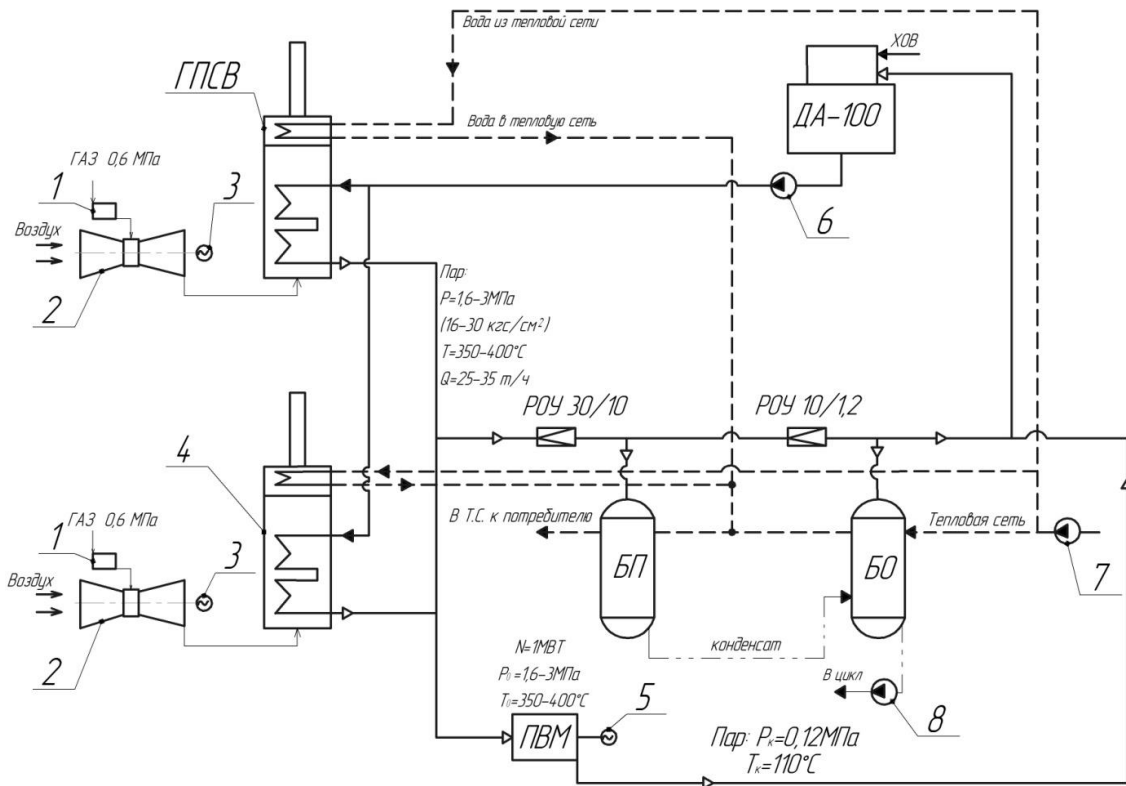 Вода из тепловой сети
ХОВ
ГПСВ
ДА-100
Вода в тепловую сеть
ГАЗ 0,6 МПа
1
3
Воздух
6
2
Пар:
P=1,6-3МПа
(16-30 кгс/см²)
T=350-400°C
Q=25-35 т/ч
РОУ 30/10
РОУ 10/1,2
4
ГАЗ 0,6 МПа
В Т.С. к потребителю
Тепловая сеть
1
3
БП
БО
7
Воздух
2
конденсат
N=1МВТ
P₀=1,6-3МПа
T₀=350-400°C
В цикл
5
8
ПВМ
Пар: Pк=0,12МПа
Tк=110°C